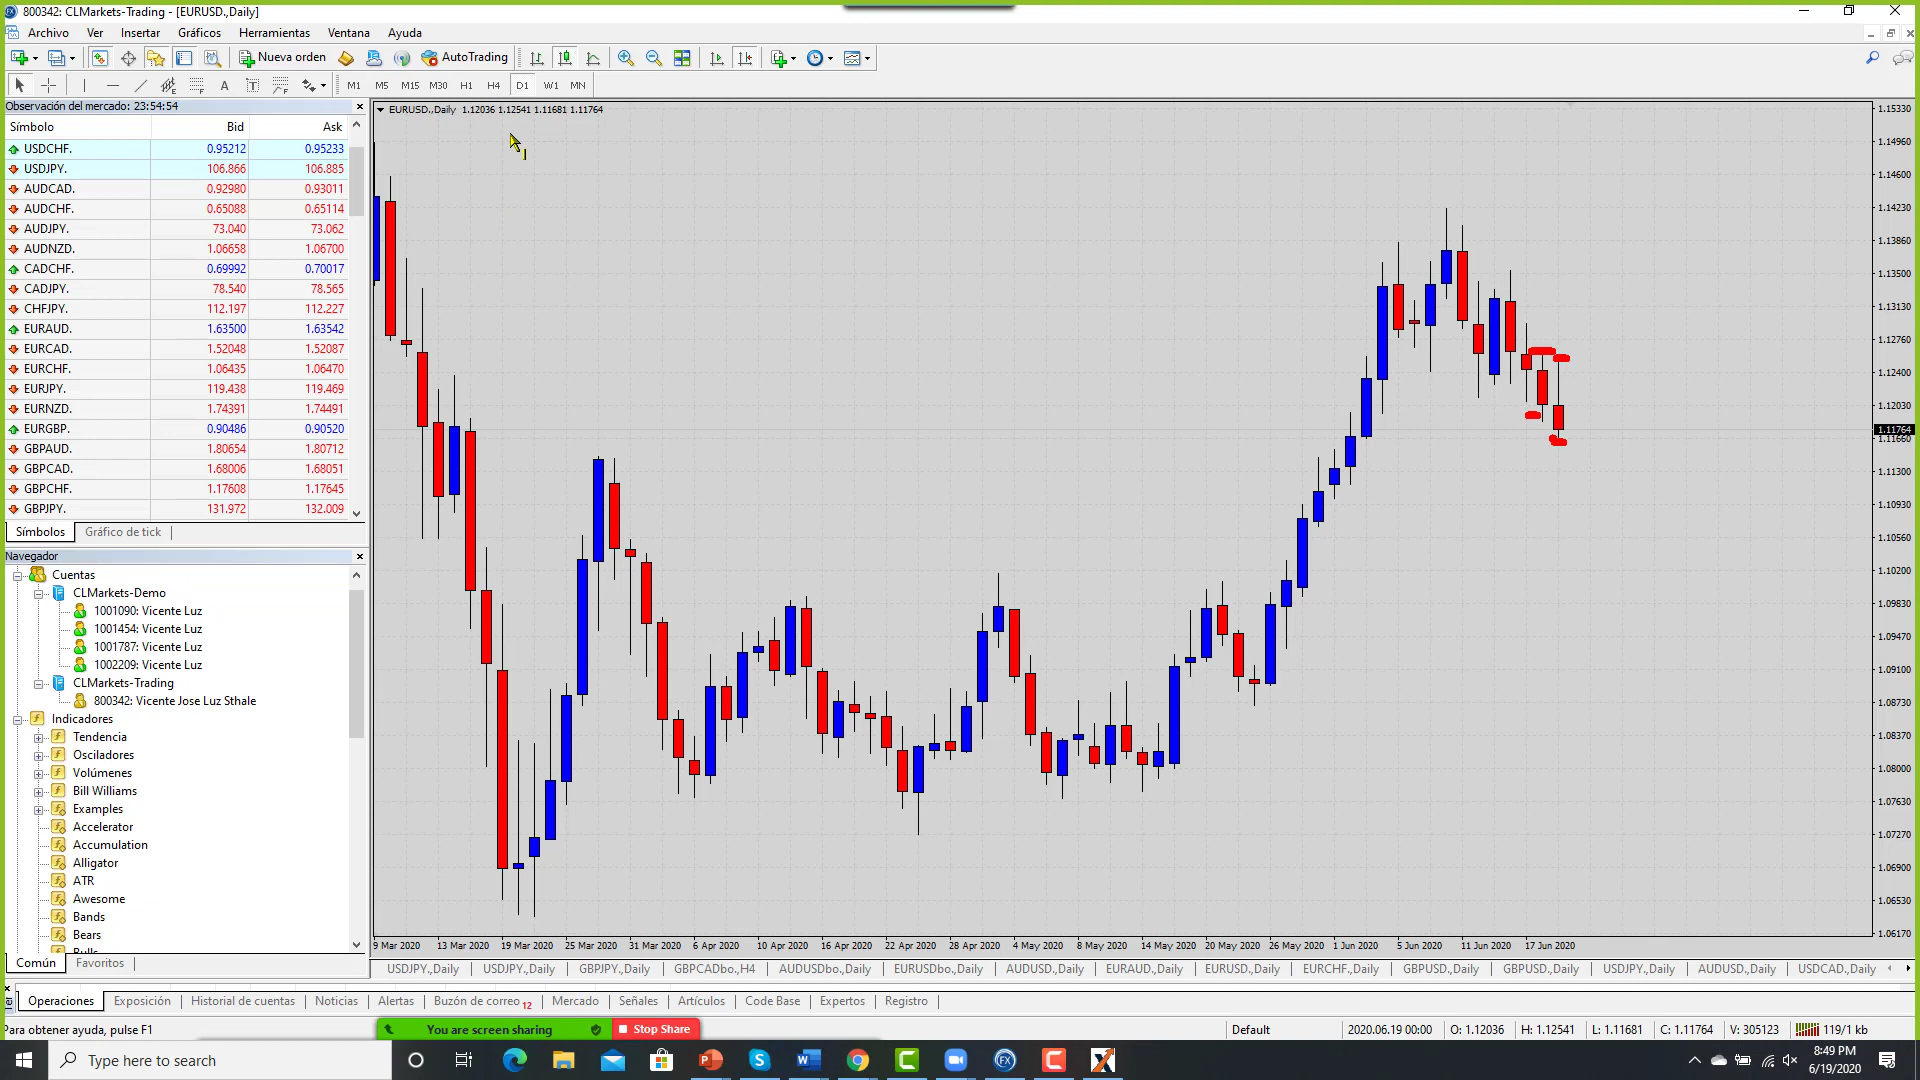 800342: CLMarkets-Trading - [EURUSD.,Daily]
Archivo Ver Insertar Gráficos Herramientas Ventana Ayuda
Nueva orden AutoTrading
A T M1 M5 M15 M30 H1 H4 D1 W1 MN
Observación del mercado: 23:54:54
Símbolo Bid Ask
USDCHF. 0.95212 0.95233
USDJPY. 106.866 106.885
AUDCAD. 0.92980 0.93011
AUDCHF. 0.65088 0.65114
AUDJPY. 73.040 73.062
AUDNZD. 1.06658 1.06700
CADCHF. 0.69992 0.70017
CADJPY. 78.540 78.565
CHFJPY. 112.197 112.227
EURAUD. 1.63500 1.63542
EURCAD. 1.52048 1.52087
EURCHF. 1.06435 1.06470
EURJPY. 119.438 119.469
EURNZD. 1.74391 1.74491
EURGBP. 0.90486 0.90520
GBPAUD. 1.80654 1.80712
GBPCAD. 1.68006 1.68051
GBPCHF. 1.17608 1.17645
GBPJPY. 131.972 132.009
Símbolos Gráfico de tick
Navegador
Cuentas
CLMarkets-Demo
1001090: Vicente Luz
1001454: Vicente Luz
1001787: Vicente Luz
1002209: Vicente Luz
CLMarkets-Trading
800342: Vicente Jose Luz Sthale
Indicadores
Tendencia
Osciladores
Volúmenes
Bill Williams
Examples
Accelerator
Accumulation
Alligator
ATR
Awesome
Bands
Bears
Común Favoritos
EURUSD.,Daily 1.12036 1.12541 1.11681 1.11764
1.15330
1.14960
1.14600
1.14230
1.13860
1.13500
1.13130
1.12760
1.12400
1.12030
1.11764
1.11660
1.11300
1.10930
1.10560
1.10200
1.09830
1.09470
1.09100
1.08730
1.08370
1.08000
1.07630
1.07270
1.06900
1.06530
1.06170
9 Mar 2020 13 Mar 2020 19 Mar 2020 25 Mar 2020 31 Mar 2020 6 Apr 2020 10 Apr 2020 16 Apr 2020 22 Apr 2020 28 Apr 2020 4 May 2020 8 May 2020 14 May 2020 20 May 2020 26 May 2020 1 Jun 2020 5 Jun 2020 11 Jun 2020 17 Jun 2020
USDJPY.,Daily USDJPY.,Daily GBPJPY.,Daily GBPCADbo.,H4 AUDUSDbo.,Daily EURUSDbo.,Daily AUDUSD.,Daily EURAUD.,Daily EURUSD.,Daily EURCHF.,Daily GBPUSD.,Daily GBPUSD.,Daily USDJPY.,Daily AUDUSD.,Daily USDCAD.,Daily
Operaciones Exposición Historial de cuentas Noticias Alertas Buzón de correo 12 Mercado Señales Artículos Code Base Expertos Registro
Para obtener ayuda, pulse F1 You are screen sharing Stop Share Default 2020.06.19 00:00 O: 1.12036 H: 1.12541 L: 1.11681 C: 1.11764 V: 305123 119/1 kb
Type here to search 8:49 PM
6/19/2020